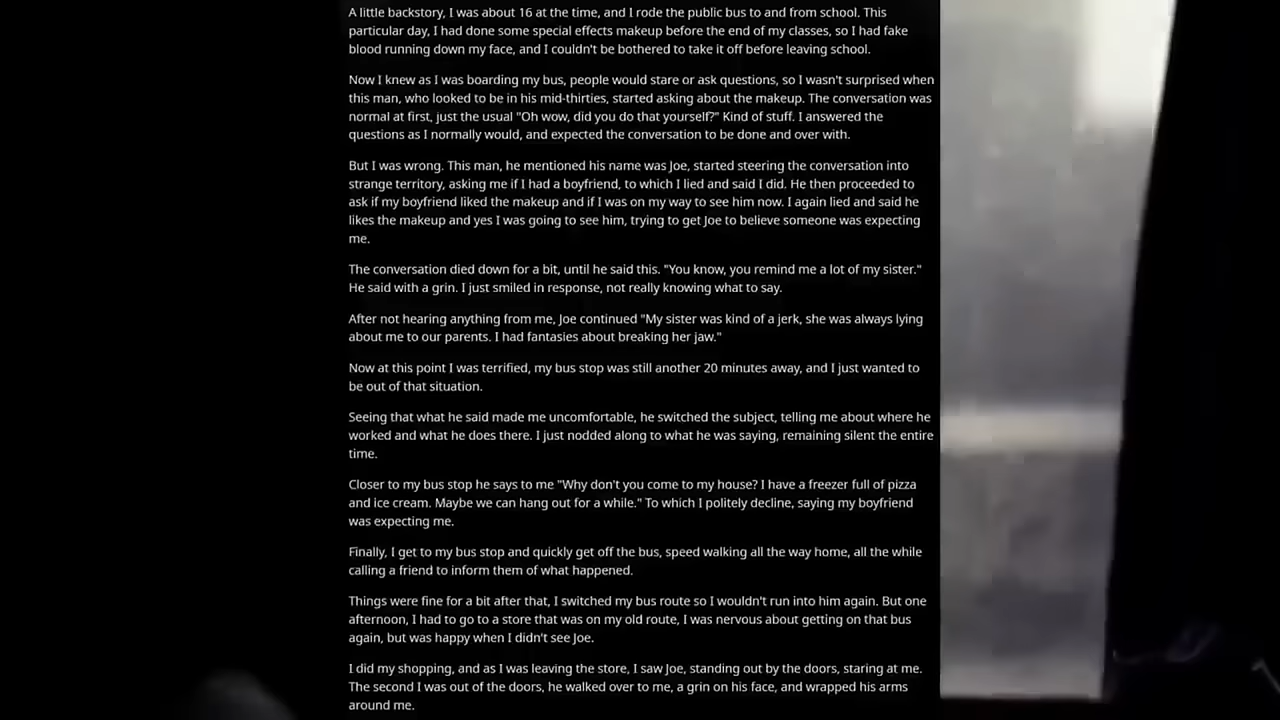 A little backstory, I was about 16 at the time, and I rode the public bus to and from school. This
particular day, I had done some special effects makeup before the end of my classes, so I had fake
blood running down my face, and I couldn't be bothered to take it off before leaving school.
Now I knew as I was boarding my bus, people would stare or ask questions, so I wasn't surprised when
this man, who looked to be in his mid-thirties, started asking about the makeup. The conversation was
normal at first, just the usual "Oh wow, did you do that yourself?" Kind of stuff. I answered the
questions as I normally would, and expected the conversation to be done and over with.
But I was wrong. This man, he mentioned his name was Joe, started steering the conversation into
strange territory, asking me if I had a boyfriend, to which I lied and said I did. He then proceeded to
ask if my boyfriend liked the makeup and if I was on my way to see him now. I again lied and said he
likes the makeup and yes I was going to see him, trying to get Joe to believe someone was expecting
me.
The conversation died down for a bit, until he said this. "You know, you remind me a lot of my sister."
He said with a grin. I just smiled in response, not really knowing what to say.
After not hearing anything from me, Joe continued "My sister was kind of a jerk, she was always lying
about me to our parents. I had fantasies about breaking her jaw."
Now at this point I was terrified, my bus stop was still another 20 minutes away, and I just wanted to
be out of that situation.
Seeing that what he said made me uncomfortable, he switched the subject, telling me about where he
worked and what he does there. I just nodded along to what he was saying, remaining silent the entire
time.
Closer to my bus stop he says to me "Why don't you come to my house? I have a freezer full of pizza
and ice cream. Maybe we can hang out for a while." To which I politely decline, saying my boyfriend
was expecting me.
Finally, I get to my bus stop and quickly get off the bus, speed walking all the way home, all the while
calling a friend to inform them of what happened.
Things were fine for a bit after that, I switched my bus route so I wouldn't run into him again. But one
afternoon, I had to go to a store that was on my old route, I was nervous about getting on that bus
again, but was happy when I didn't see Joe.
I did my shopping, and as I was leaving the store, I saw Joe, standing out by the doors, staring at me.
The second I was out of the doors, he walked over to me, a grin on his face, and wrapped his arms
around me.